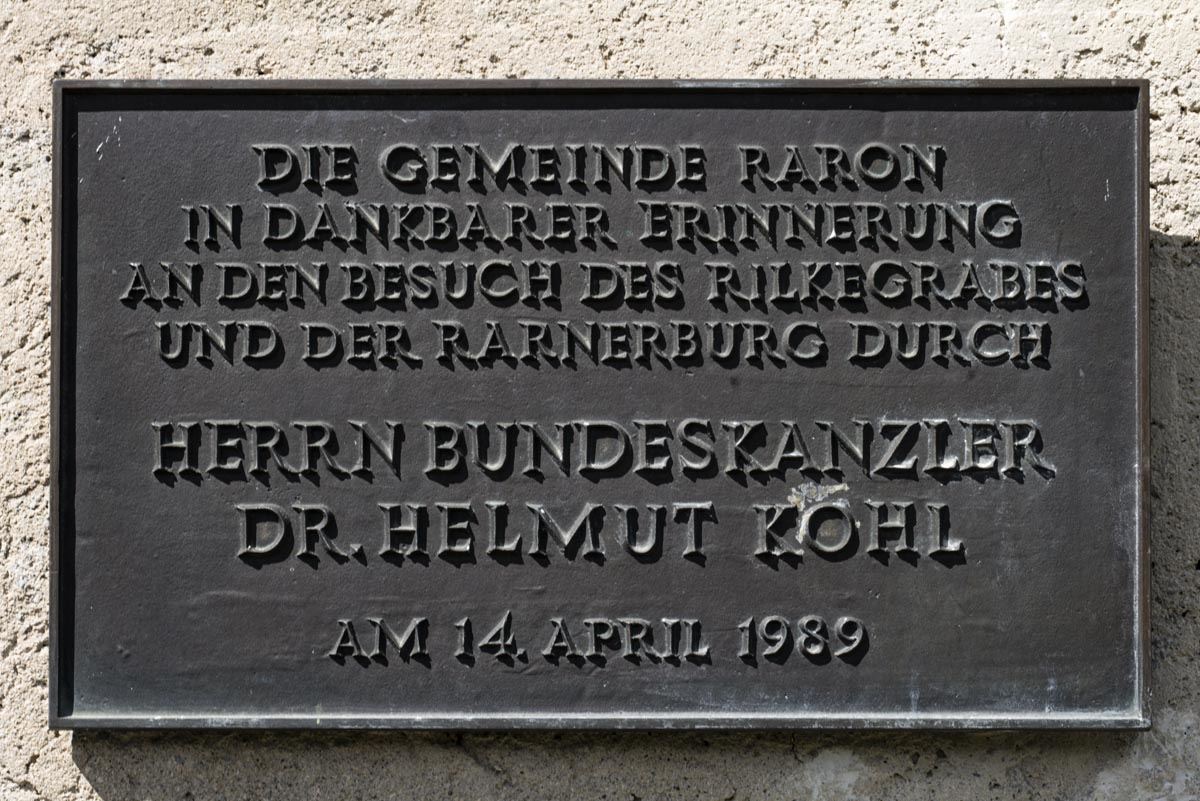 DIE GEMEINDE RARON
IN DANKBARER ERINNERUNG
AN DEN BESUCH DES RILKEGRABES
UND DER RARNERBURG DURCH
HERRN BUNDESKANZLER
DR. HELMUT KOHL
AM 14. APRIL 1989